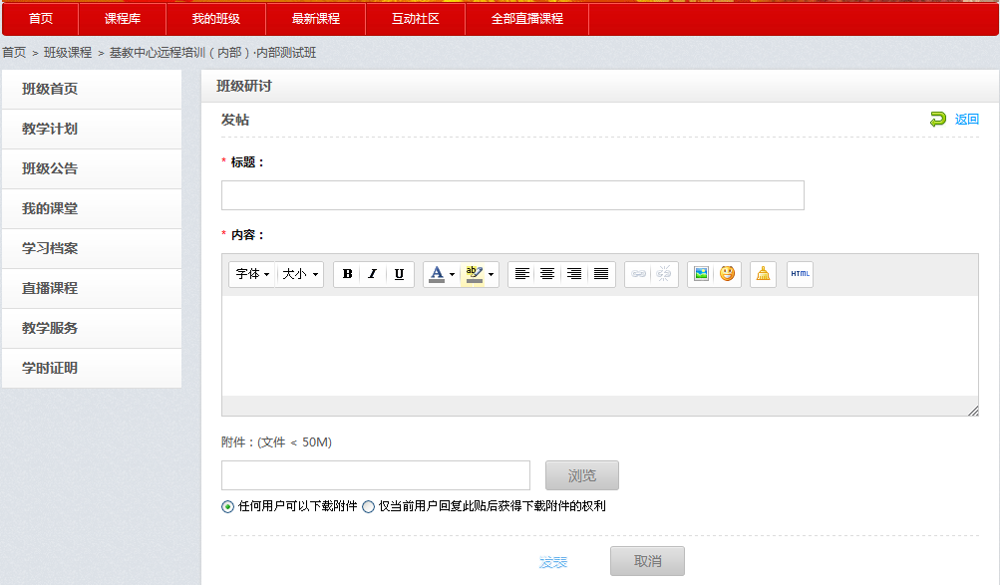 首页 课程库 我的班级 最新课程 互动社区 全部直播课程
首页 > 班级课程 > 基教中心远程培训（内部）·内部测试班
班级首页
教学计划
班级公告
我的课堂
学习档案
直播课程
教学服务
学时证明
班级研讨
发帖 返回
* 标题：
* 内容：
字体 大小 B I U A ab HTML
附件：(文件 < 50M)
浏览
任何用户可以下载附件 仅当前用户回复此贴后获得下载附件的权利
发表 取消